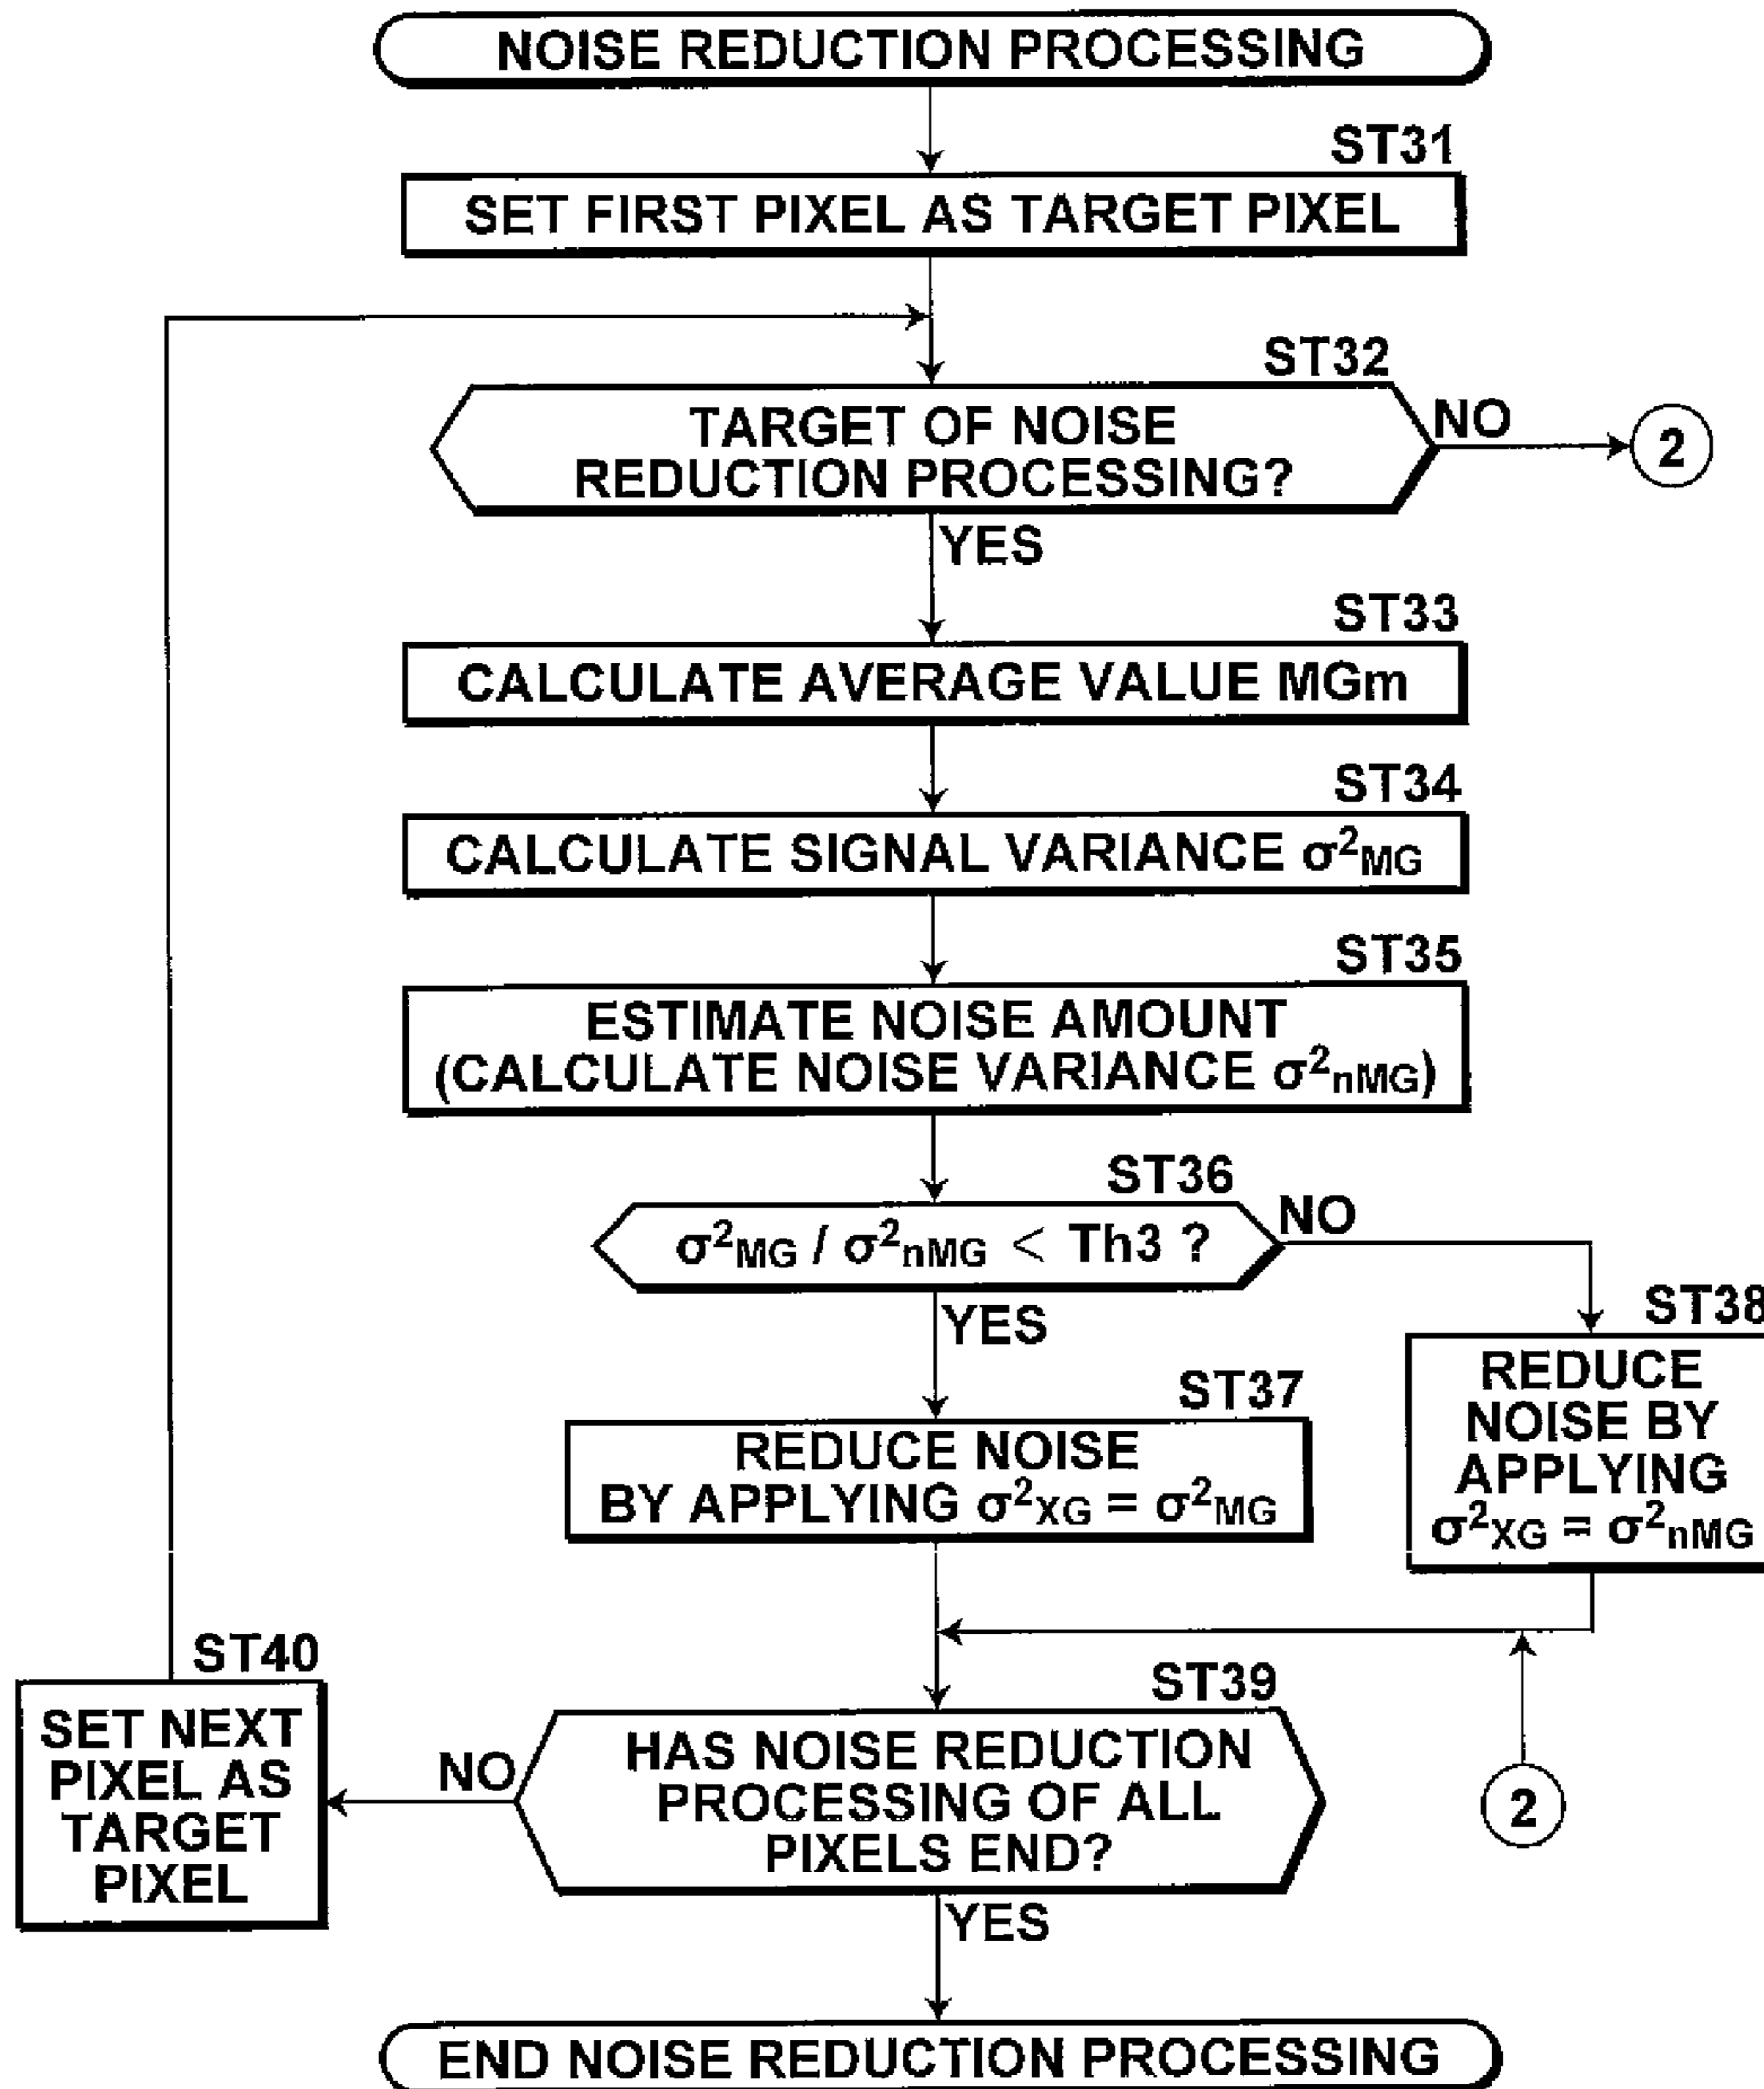 NOISE REDUCTION PROCESSING
ST31
SET FIRST PIXEL AS TARGET PIXEL
ST32
TARGET OF NOISE
REDUCTION PROCESSING?
NO
2
YES
ST33
CALCULATE AVERAGE VALUE MGm
ST34
CALCULATE SIGNAL VARIANCE σ²MG
ST35
ESTIMATE NOISE AMOUNT
(CALCULATE NOISE VARIANCE σ²nMG)
ST36
σ²MG / σ²nMG < Th3 ?
NO
YES
ST38
REDUCE
NOISE BY
APPLYING
σ²XG = σ²nMG
ST37
REDUCE NOISE
BY APPLYING σ²XG = σ²MG
ST40
SET NEXT
PIXEL AS
TARGET
PIXEL
NO
ST39
HAS NOISE REDUCTION
PROCESSING OF ALL
PIXELS END?
2
YES
END NOISE REDUCTION PROCESSING